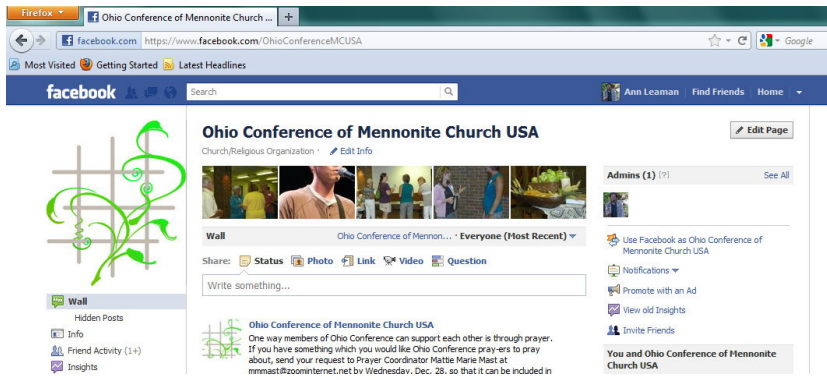 Firefox
Ohio Conference of Mennonite Church ...
facebook.com https://www.facebook.com/OhioConferenceMCUSA
Google
Most Visited Getting Started Latest Headlines
facebook Search Ann Leaman Find Friends Home
Ohio Conference of Mennonite Church USA
Edit Page
Church/Religious Organization · Edit Info
Admins (1) [?] See All
Wall Ohio Conference of Mennon... · Everyone (Most Recent)
Use Facebook as Ohio Conference of
Mennonite Church USA
Share: Status Photo Link Video Question
Notifications
Write something...
Promote with an Ad
View old Insights
Invite Friends
Wall
Hidden Posts
Info
Friend Activity (1+)
Insights
Ohio Conference of Mennonite Church USA
One way members of Ohio Conference can support each other is through prayer.
If you have something which you would like Ohio Conference pray-ers to pray
about, send your request to Prayer Coordinator Mattie Marie Mast at
mmmast@zoominternet.net by Wednesday, Dec. 28, so that it can be included in
You and Ohio Conference of Mennonite
Church USA